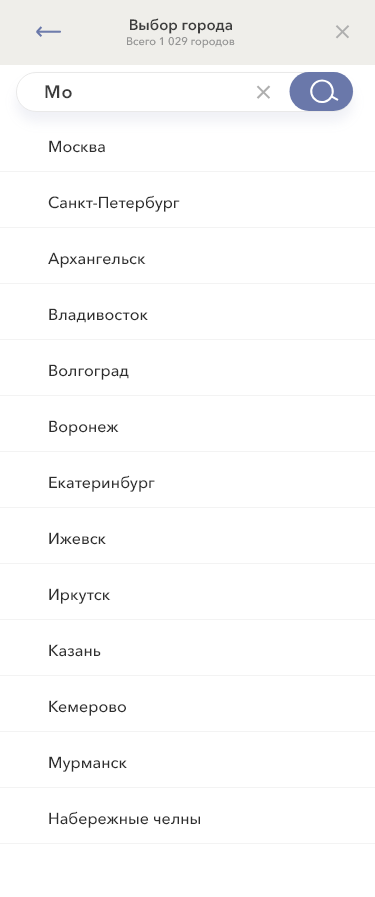 Выбор города
Всего 1 029 городов
Мо
Москва
Санкт-Петербург
Архангельск
Владивосток
Волгоград
Воронеж
Екатеринбург
Ижевск
Иркутск
Казань
Кемерово
Мурманск
Набережные челны